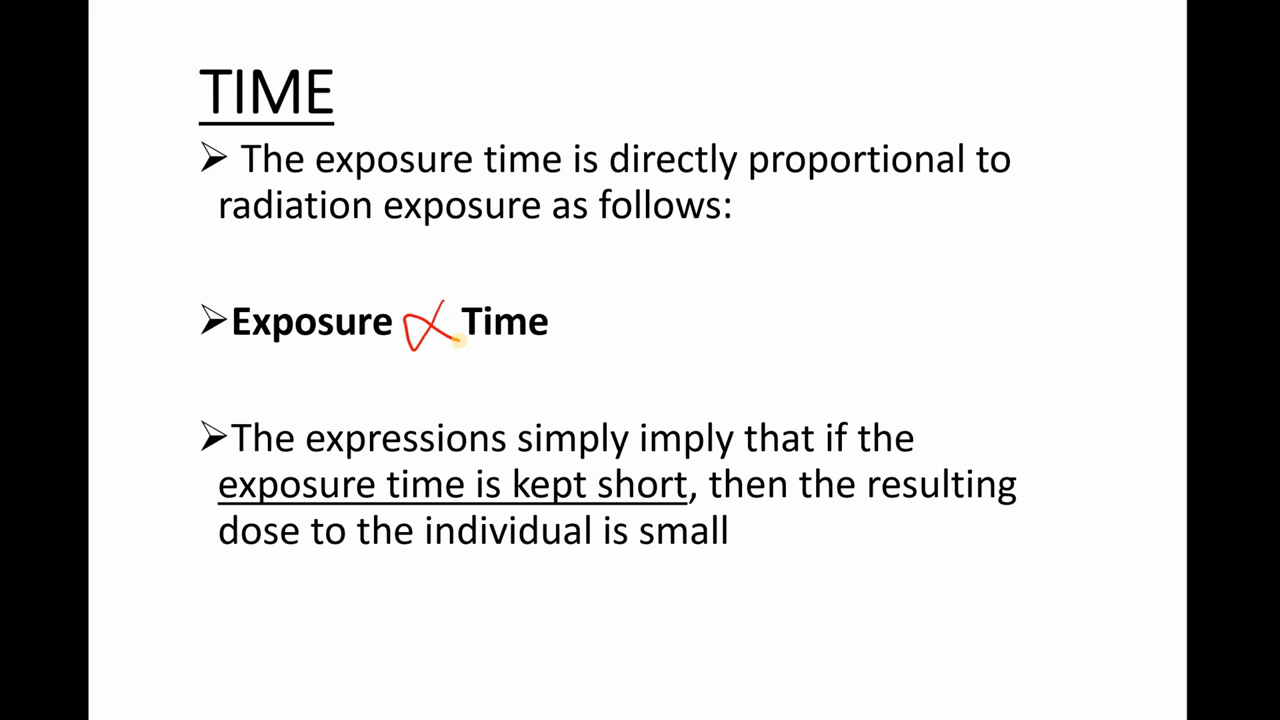 TIME
➢ The exposure time is directly proportional to
radiation exposure as follows:
➢Exposure ∝ Time
➢The expressions simply imply that if the
exposure time is kept short, then the resulting
dose to the individual is small